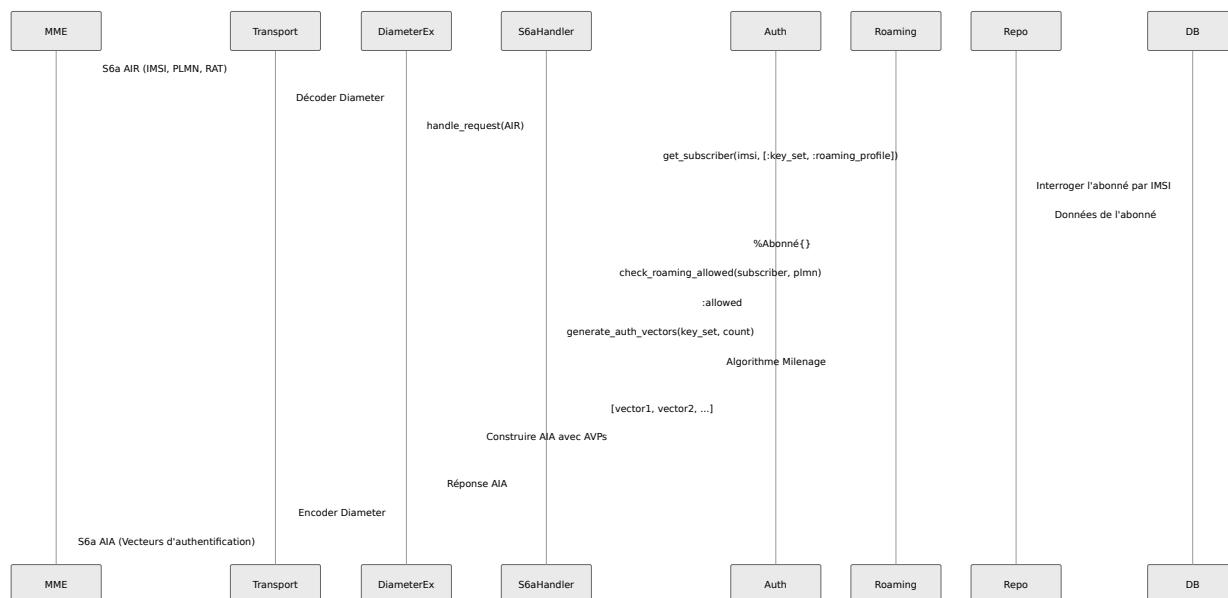 MME Transport DiameterEx S6aHandler Auth Roaming Repo DB
S6a AIR (IMSI, PLMN, RAT)
Décoder Diameter
handle_request(AIR)
get_subscriber(imsi, [:key_set, :roaming_profile])
Interroger l'abonné par IMSI
Données de l'abonné
%Abonné{}
check_roaming_allowed(subscriber, plmn)
:allowed
generate_auth_vectors(key_set, count)
Algorithme Milenage
[vector1, vector2, ...]
Construire AIA avec AVPs
Réponse AIA
Encoder Diameter
S6a AIA (Vecteurs d'authentification)
MME Transport DiameterEx S6aHandler Auth Roaming Repo DB